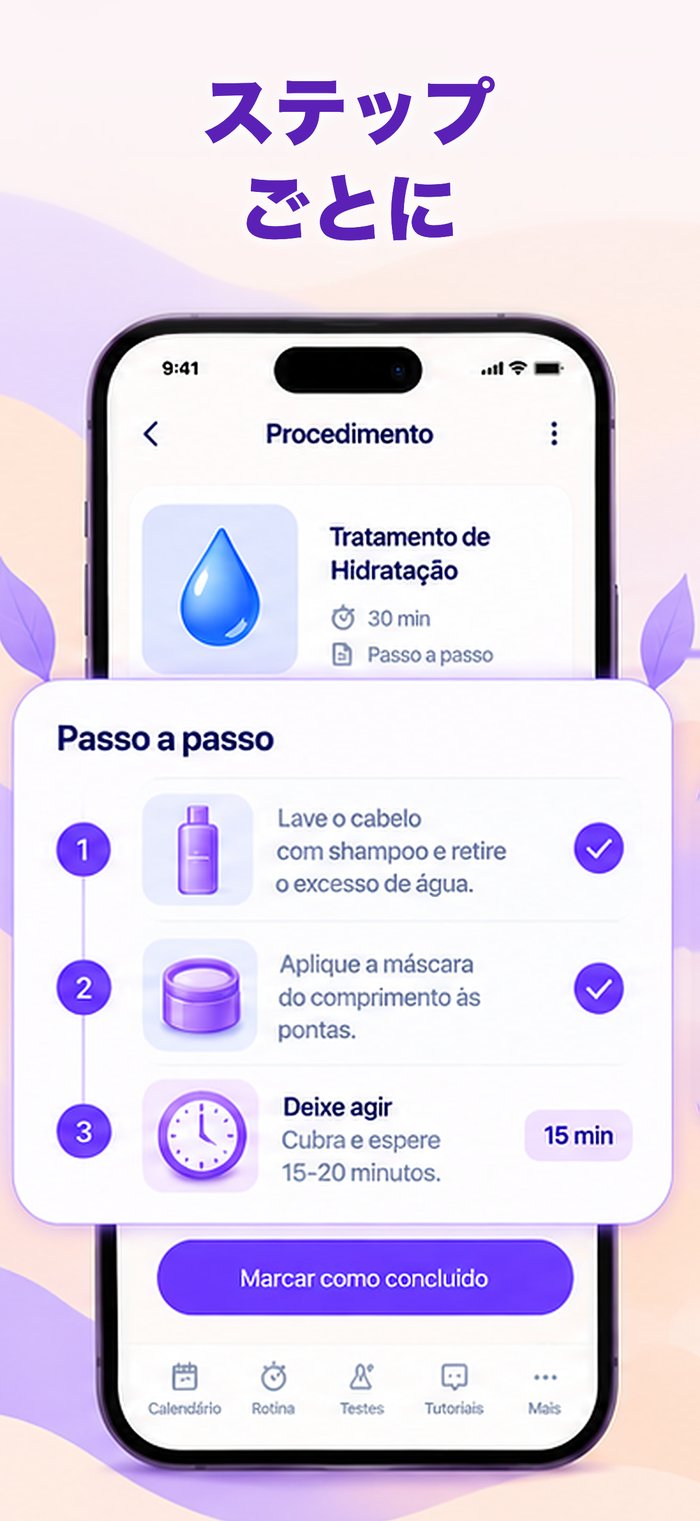 ステップ
ごとに
9:41
Procedimento
Tratamento de
Hidratação
30 min
Passo a passo
Passo a passo
1
Lave o cabelo
com shampoo e retire
o excesso de água.
2
Aplique a máscara
do comprimento às
pontas.
3
Deixe agir
Cubra e espere
15-20 minutos.
15 min
Marcar como concluido
Calendário
Rotina
Testes
Tutoriais
Mais